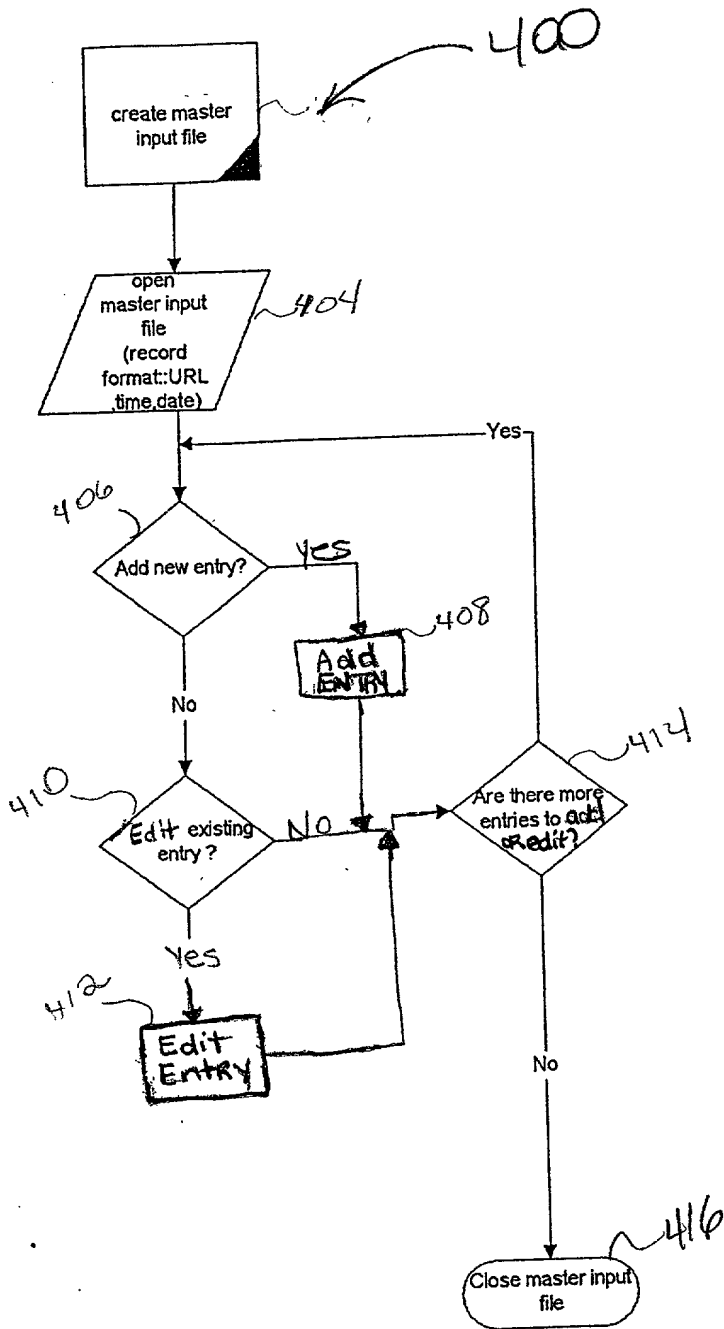 400
create master
input file
open
master input
file
(record
format::URL
,time,date)
404
Yes
406
Add new entry?
yes
408
Add
ENTRY
No
410
Edit existing
entry?
No
414
Are there more
entries to add
oR edit?
Yes
412
Edit
EntRy
No
416
Close master input
file